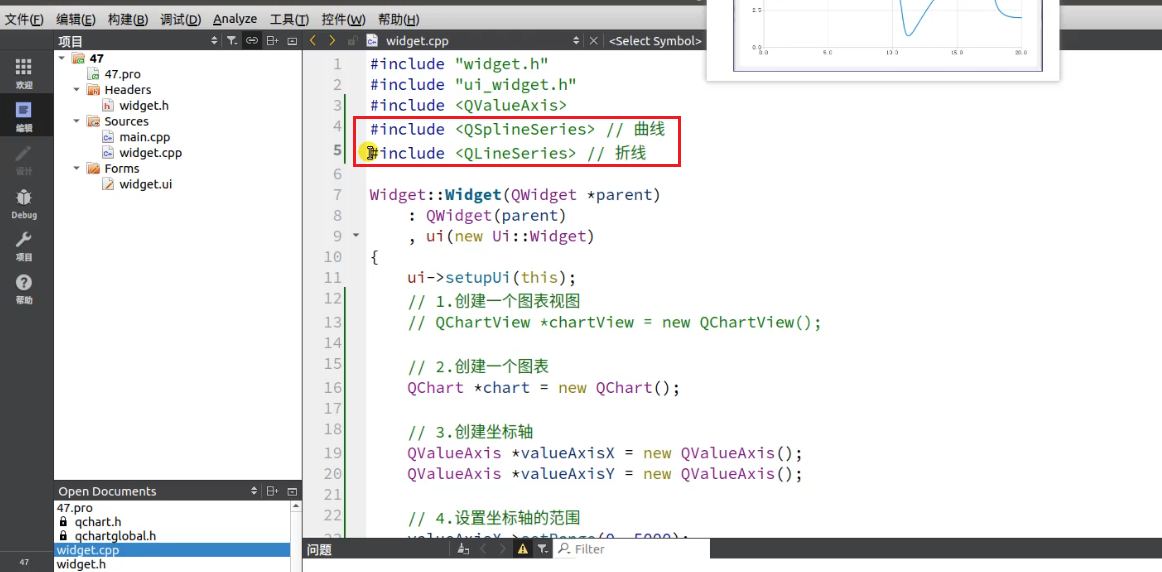 文件(F) 编辑(E) 构建(B) 调试(D) Analyze 工具(T) 控件(W) 帮助(H)
项目
widget.cpp
<Select Symbol>
欢迎
编辑
设计
Debug
项目
帮助
47
47
47.pro
Headers
widget.h
Sources
main.cpp
widget.cpp
Forms
widget.ui
Open Documents
47.pro
qchart.h
qchartglobal.h
widget.cpp
widget.h
1 #include "widget.h"
2 #include "ui_widget.h"
3 #include <QValueAxis>
4 #include <QSplineSeries> // 曲线
5 #include <QLineSeries> // 折线
6
7 Widget::Widget(QWidget *parent)
8 : QWidget(parent)
9 , ui(new Ui::Widget)
10 {
11 ui->setupUi(this);
12 // 1.创建一个图表视图
13 // QChartView *chartView = new QChartView();
14
15 // 2.创建一个图表
16 QChart *chart = new QChart();
17
18 // 3.创建坐标轴
19 QValueAxis *valueAxisX = new QValueAxis();
20 QValueAxis *valueAxisY = new QValueAxis();
21
22 // 4.设置坐标轴的范围
问题
Filter
0.5
0.0
0.0 5.0 10.0 15.0 20.0